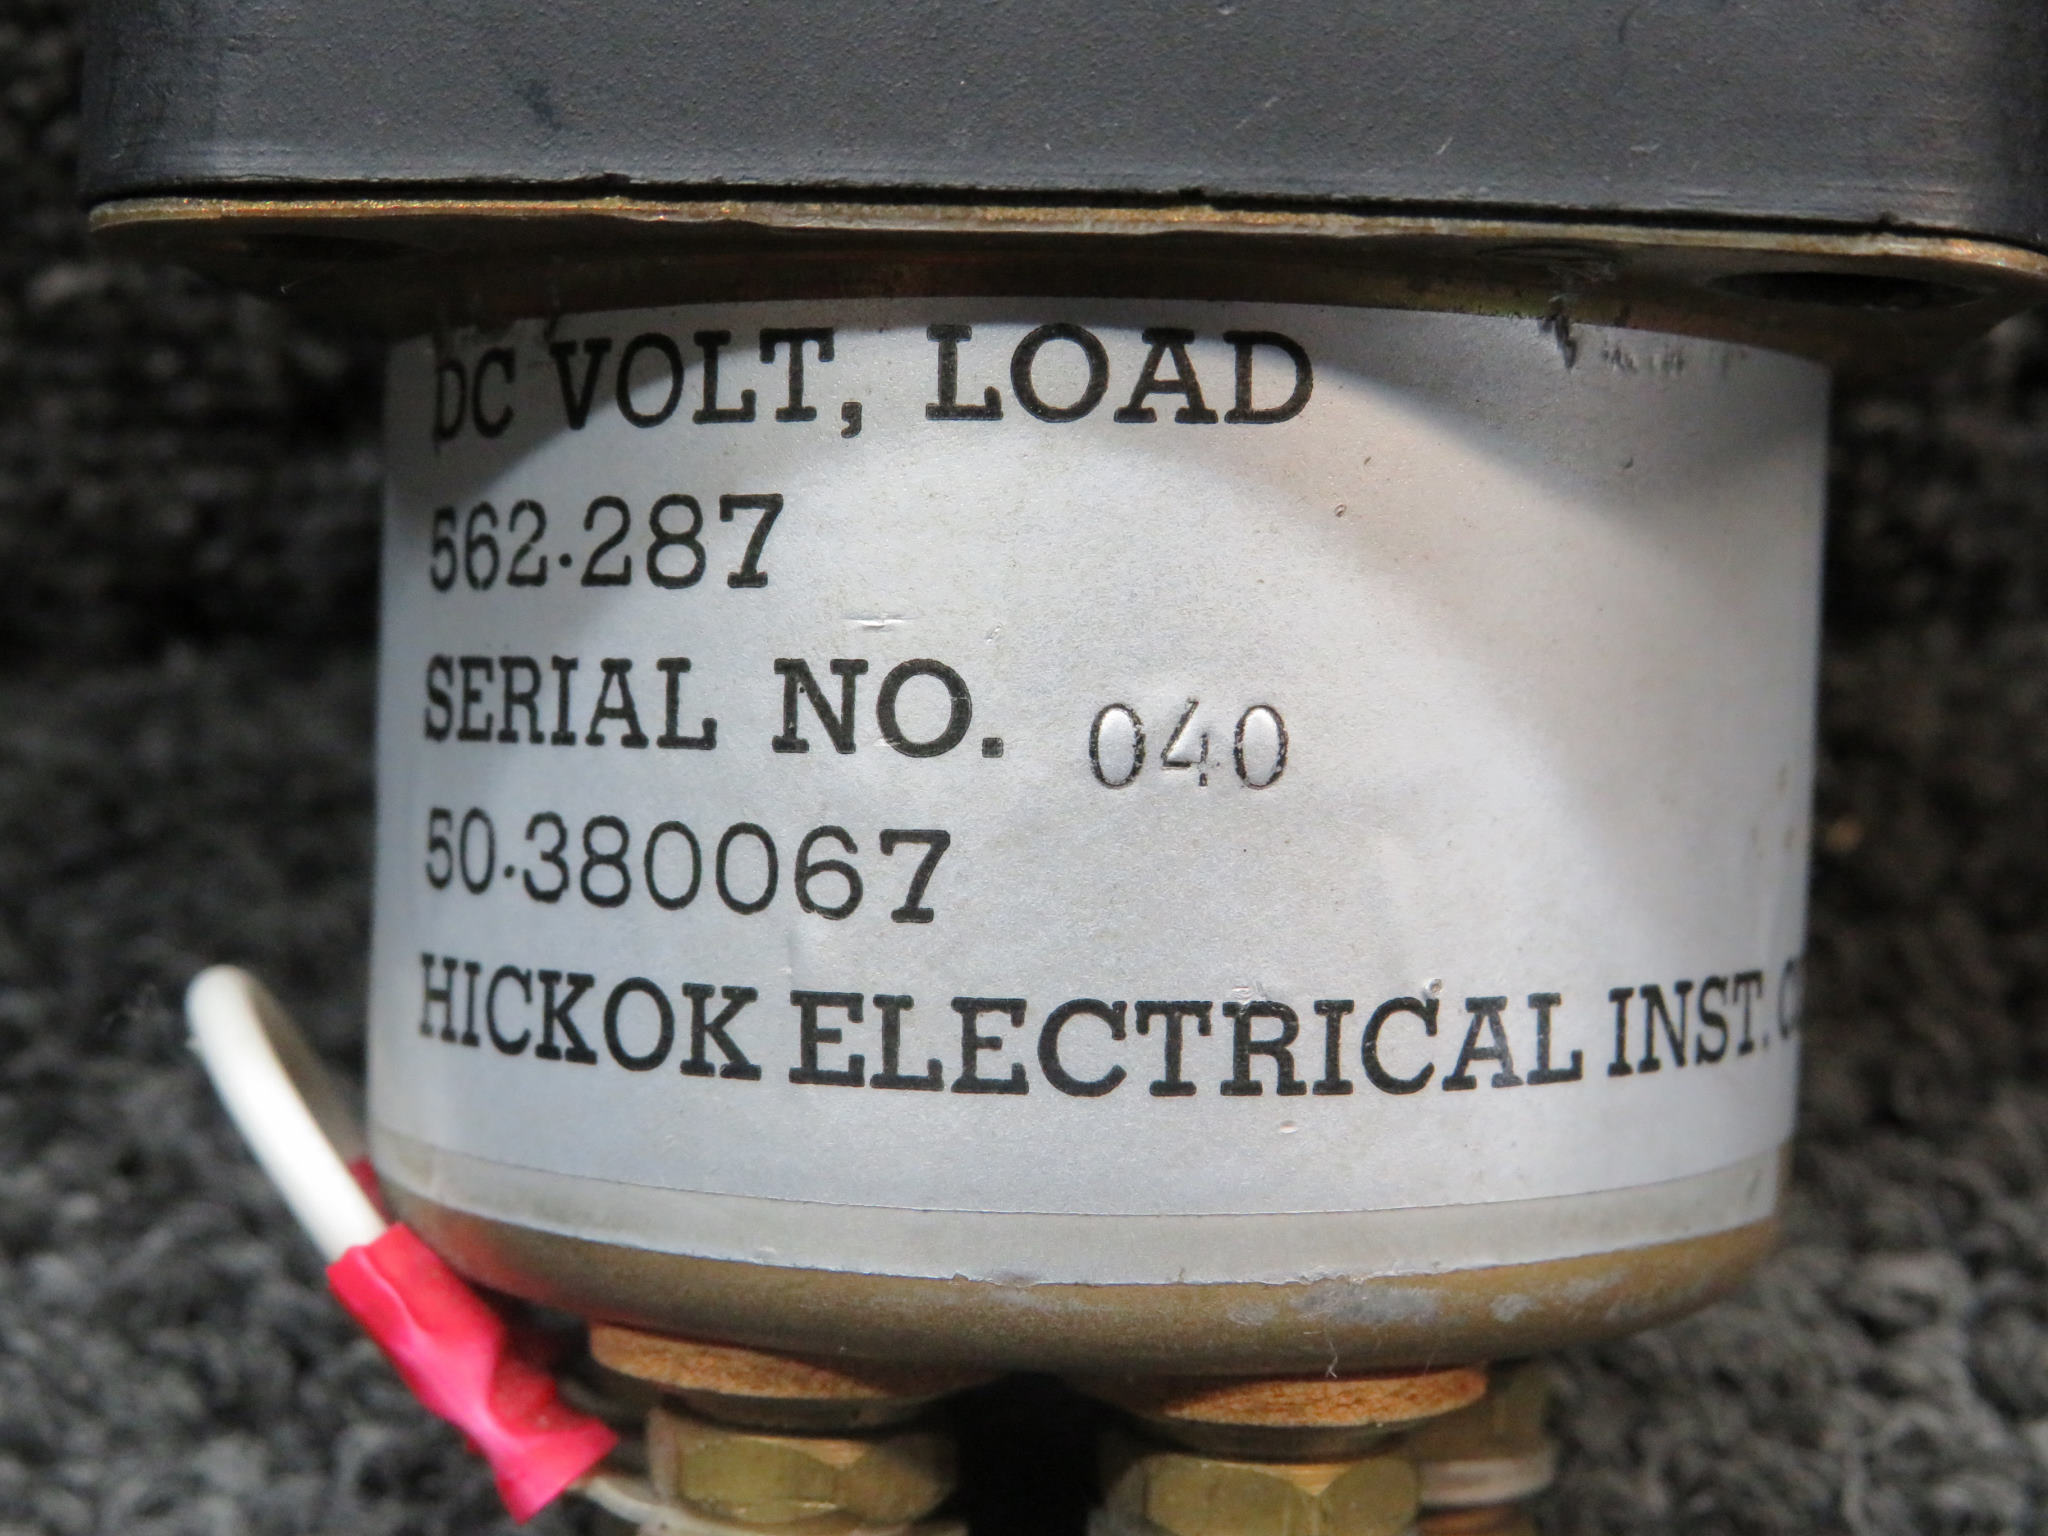 DC VOLT, LOAD
562-287
SERIAL NO. 040
50-380067
HICKOK ELECTRICAL INST.